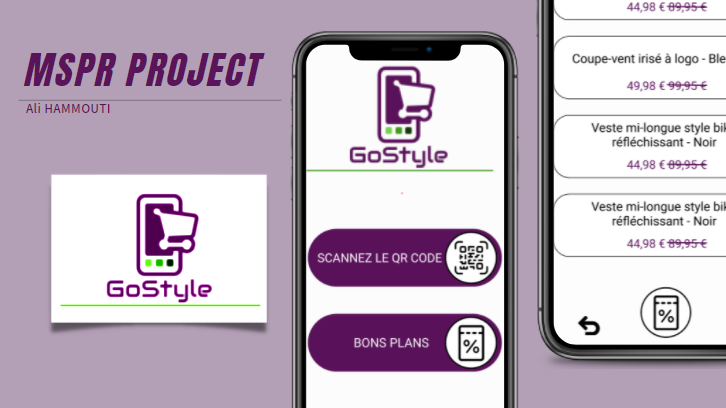 MSPR PROJECT
Ali HAMMOUTI
GoStyle
GoStyle
SCANNEZ LE QR CODE
BONS PLANS
%
44,98 € 89,95 €
Coupe-vent irisé à logo - Ble
49,98 € 99,95 €
Veste mi-longue style bik
réfléchissant - Noir
44,98 € 89,95 €
Veste mi-longue style bik
réfléchissant - Noir
44,98 € 89,95 €
%